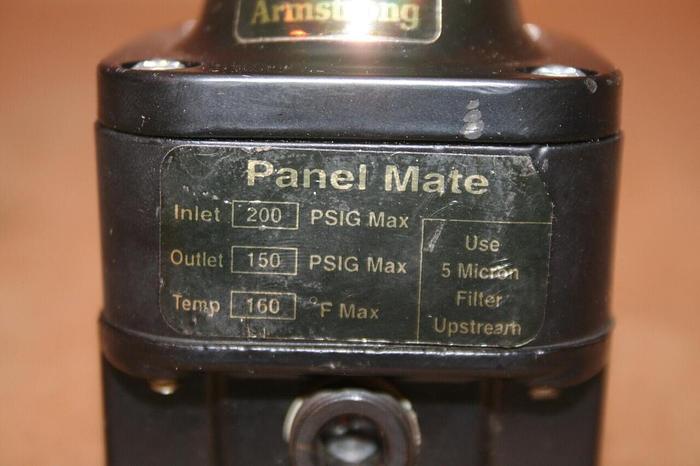 Armstrong
Panel Mate
Inlet 200 PSIG Max
Outlet 150 PSIG Max
Temp 160 °F Max
Use
5 Micron
Filter
Upstream